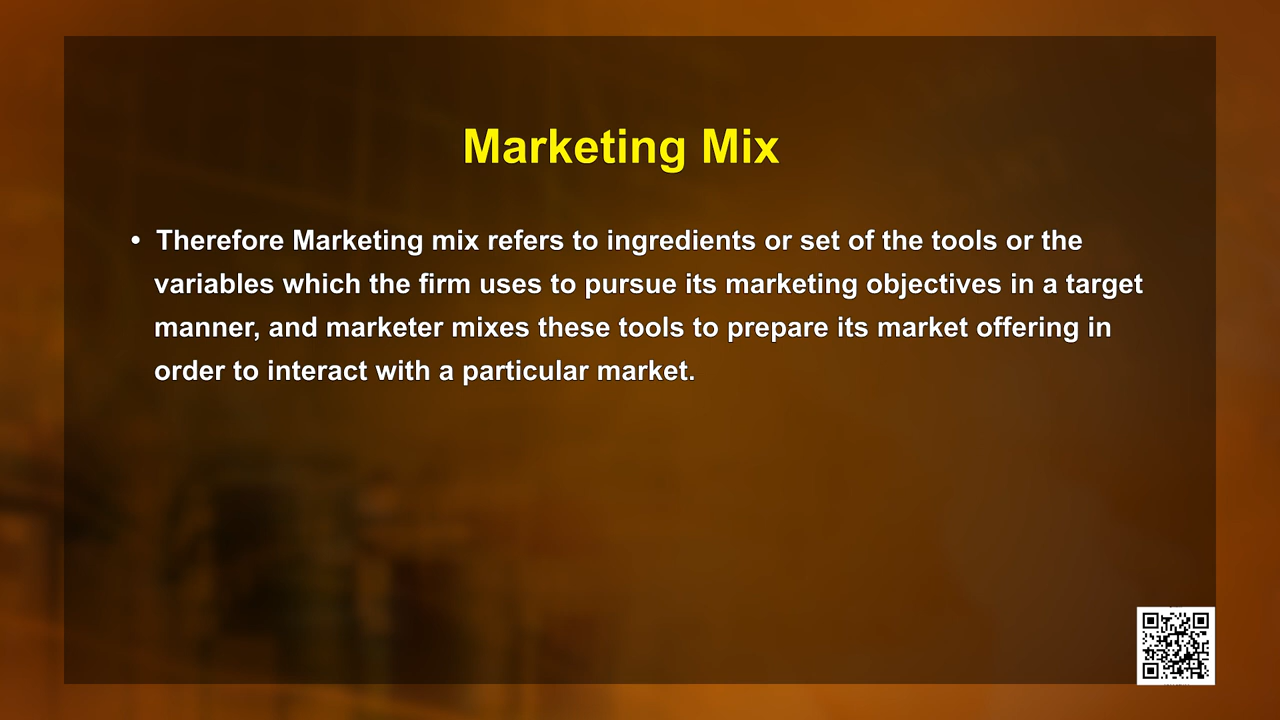 Marketing Mix
• Therefore Marketing mix refers to ingredients or set of the tools or the
variables which the firm uses to pursue its marketing objectives in a target
manner, and marketer mixes these tools to prepare its market offering in
order to interact with a particular market.